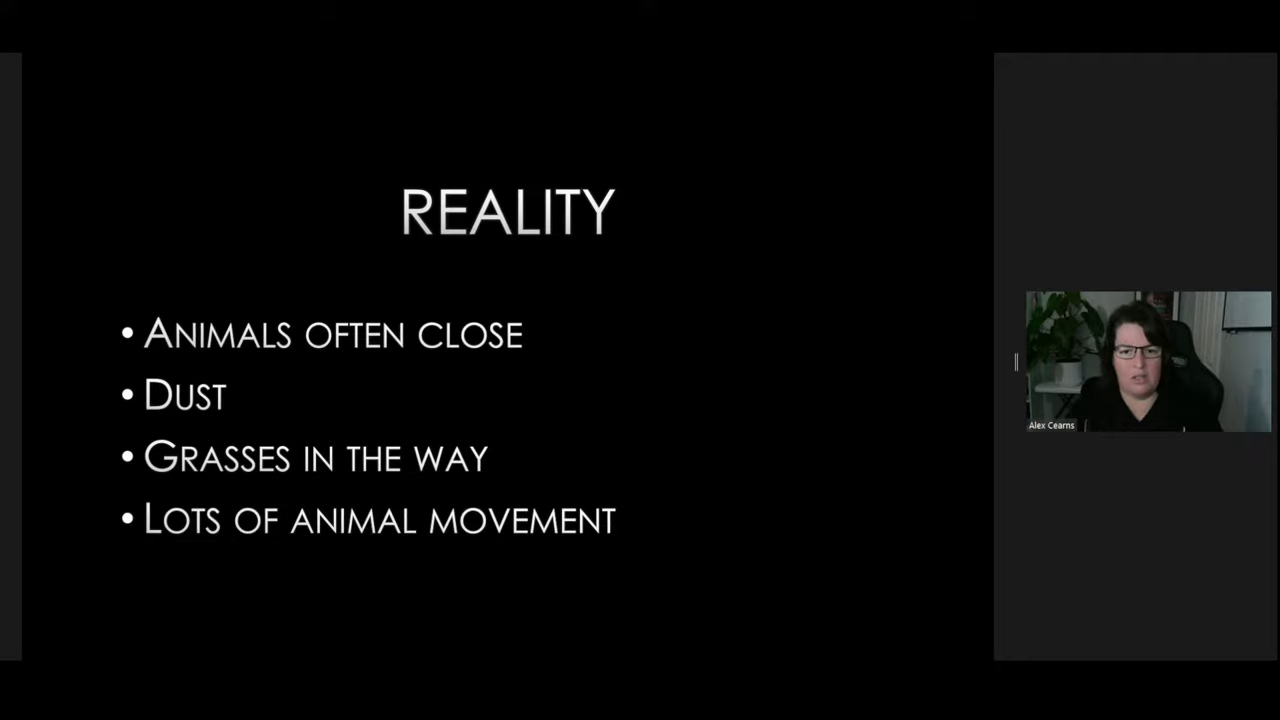 REALITY
• ANIMALS OFTEN CLOSE
• DUST
• GRASSES IN THE WAY
• LOTS OF ANIMAL MOVEMENT
Alex Cearns